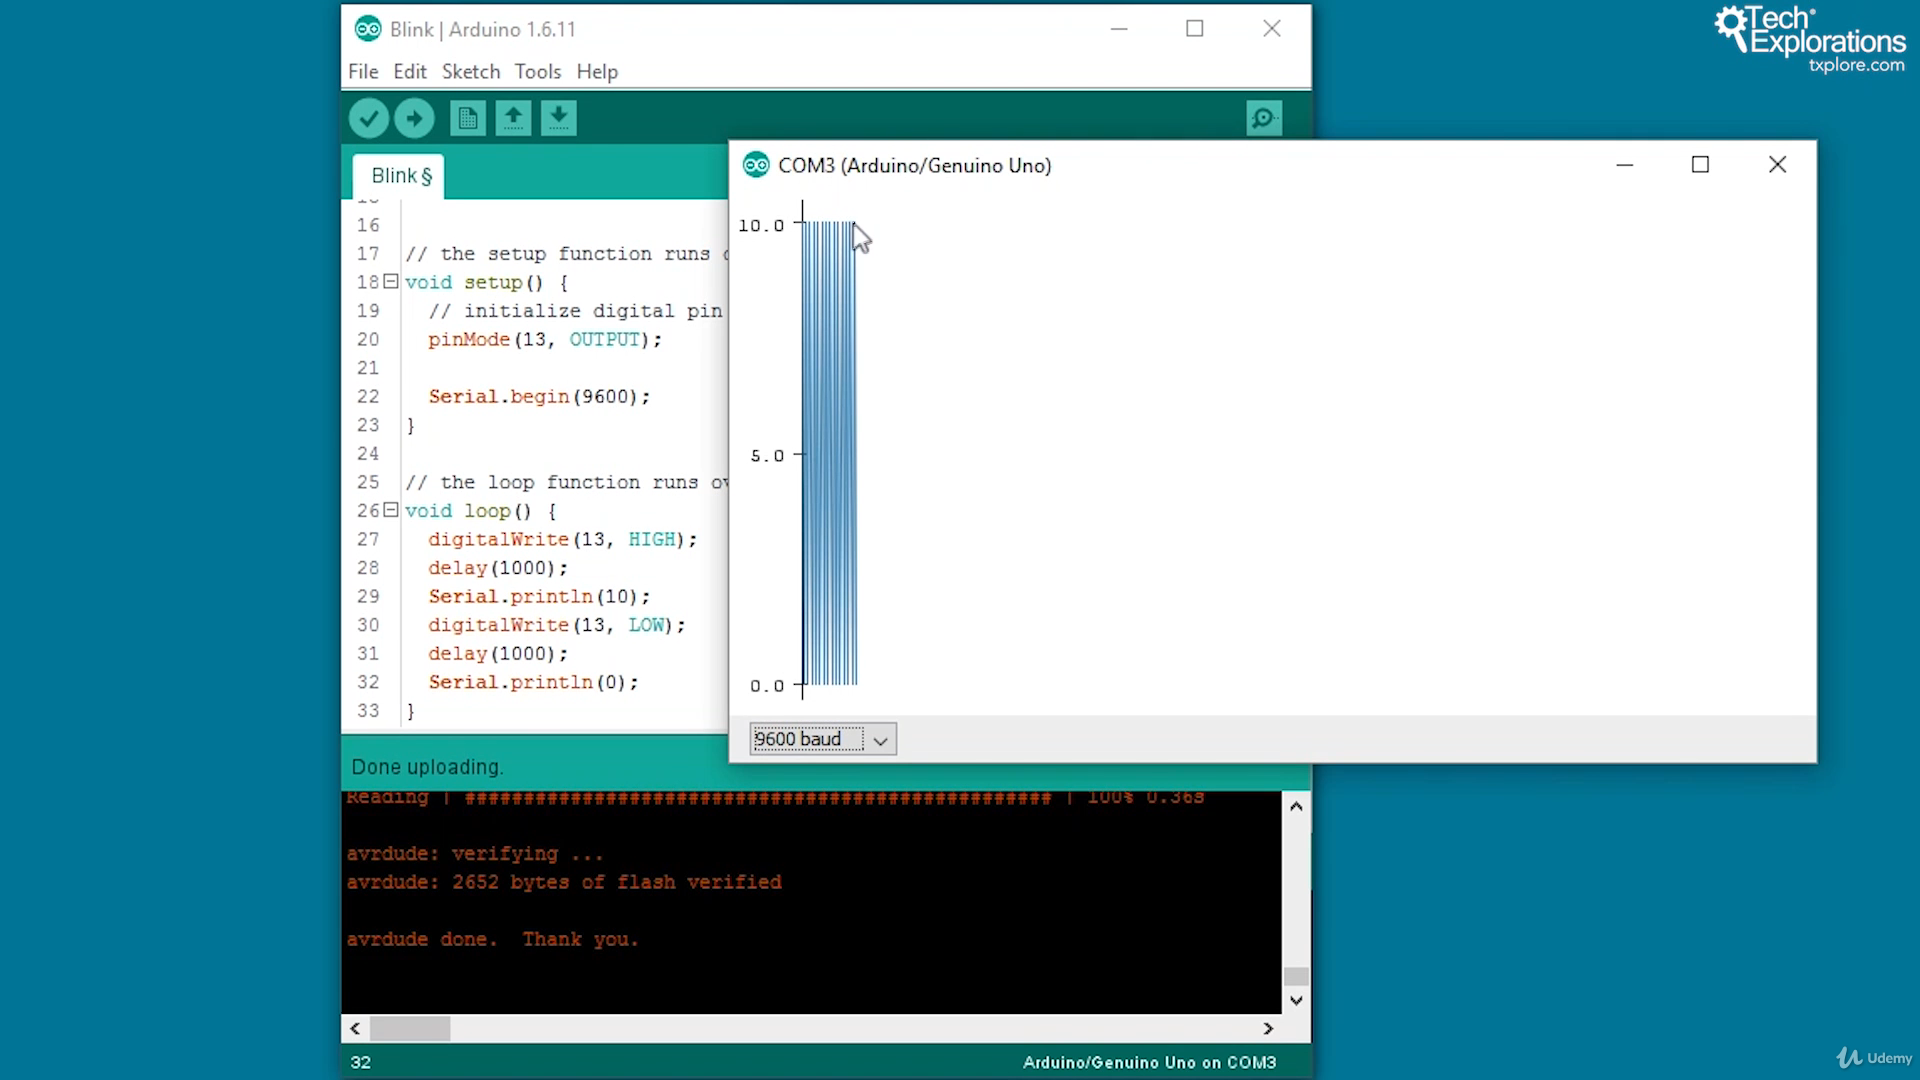 Tech
Explorations
txplore.com
Blink | Arduino 1.6.11
File Edit Sketch Tools Help
Blink §
16
17 // the setup function runs
18 void setup() {
19 // initialize digital pin
20 pinMode(13, OUTPUT);
21
22 Serial.begin(9600);
23 }
24
25 // the loop function runs
26 void loop() {
27 digitalWrite(13, HIGH);
28 delay(1000);
29 Serial.println(10);
30 digitalWrite(13, LOW);
31 delay(1000);
32 Serial.println(0);
33 }
COM3 (Arduino/Genuino Uno)
10.0
5.0
0.0
9600 baud
Done uploading.
Reading | ################################################## | 100% 0.36s
avrdude: verifying ...
avrdude: 2652 bytes of flash verified
avrdude done. Thank you.
32
Arduino/Genuino Uno on COM3
Udemy